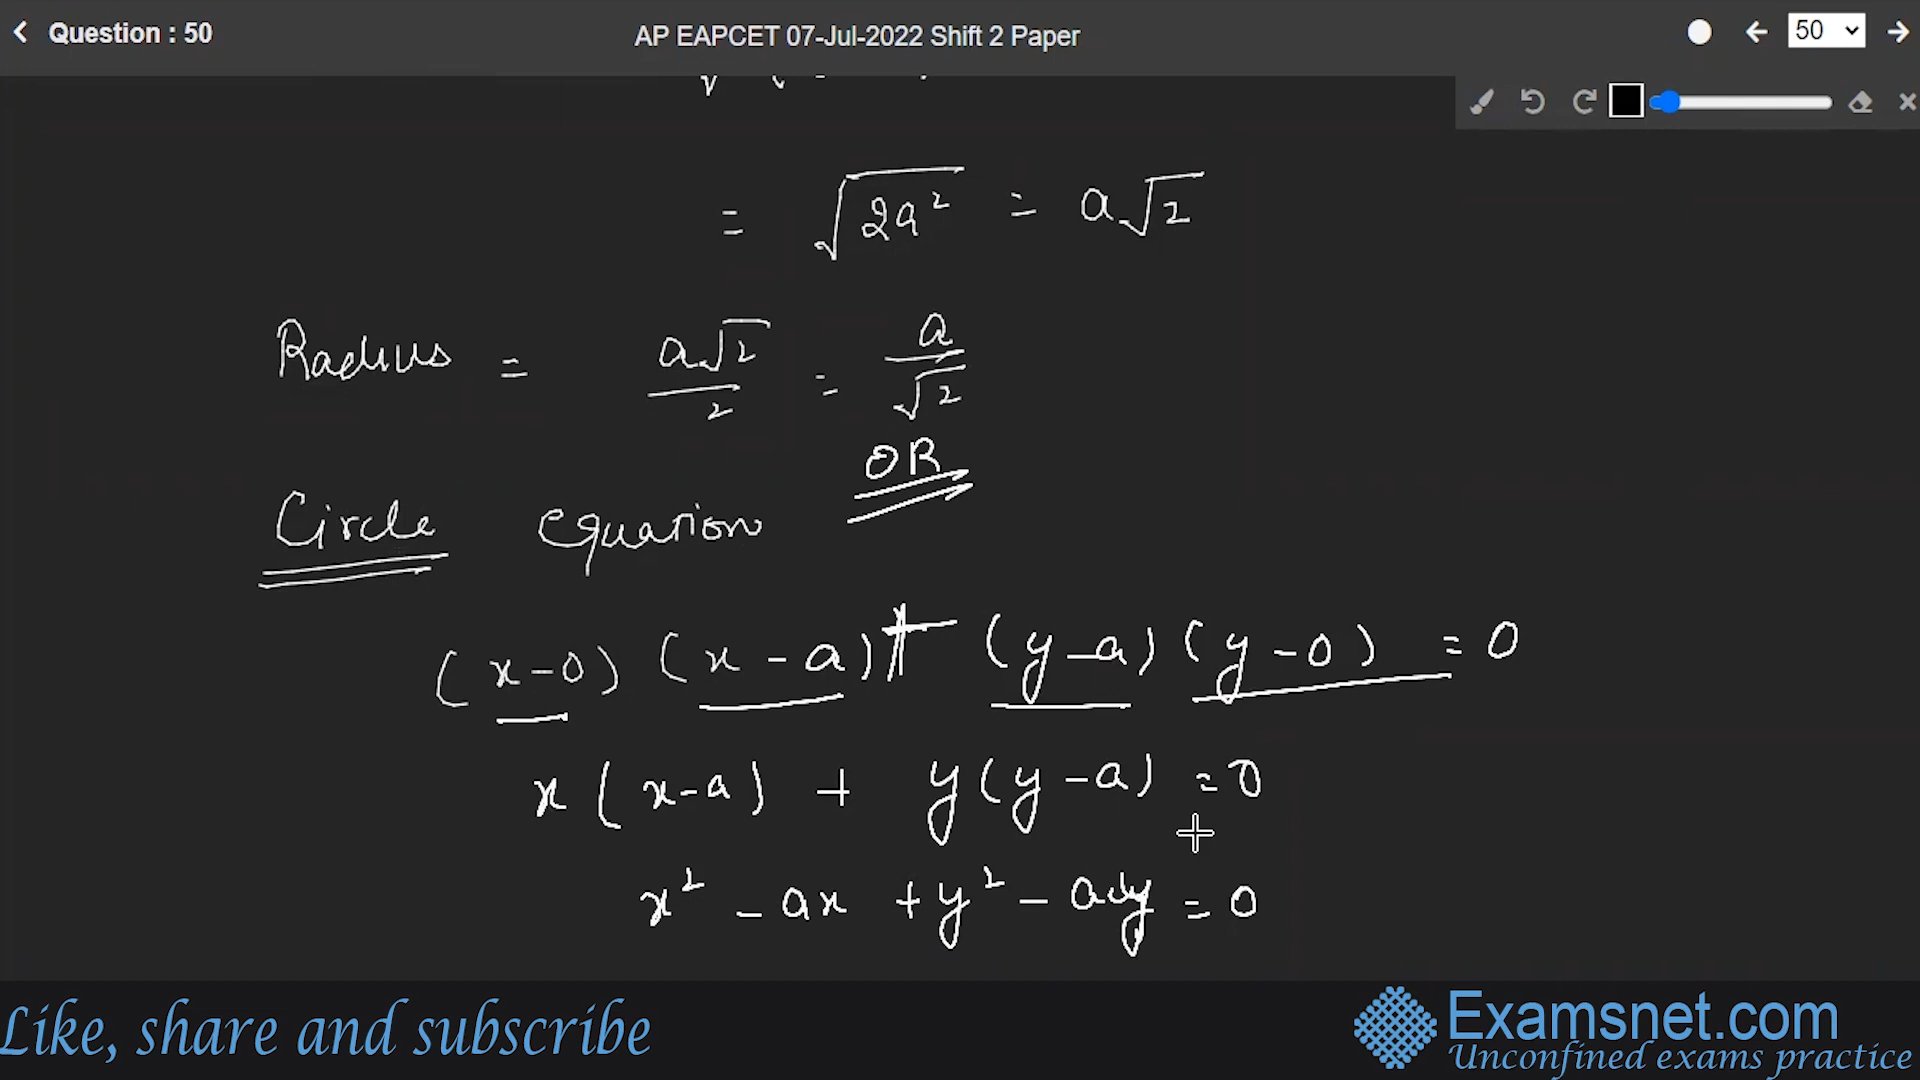 Question : 50
AP EAPCET 07-Jul-2022 Shift 2 Paper
50
= √2a² = a√2
Radius = a√2/2 = a/√2
OR
Circle equation
(x-0) (x-a) + (y-a) (y-0) = 0
x(x-a) + y(y-a) = 0
x² - ax + y² - ay = 0
Like, share and subscribe
Examsnet.com
Unconfined exams practice